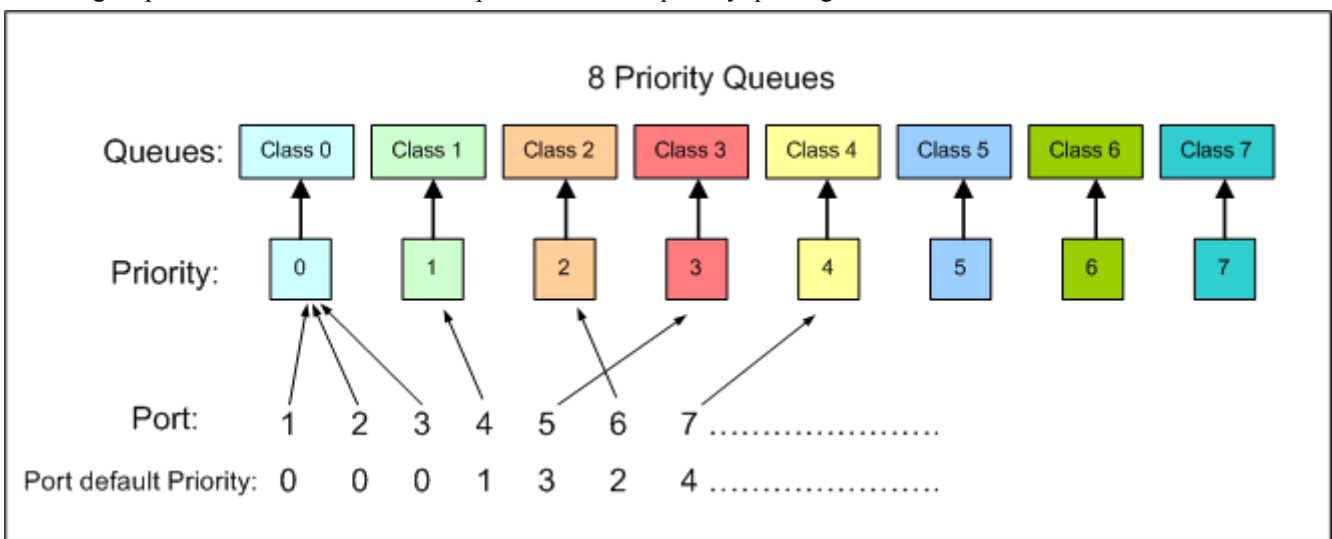 8 Priority Queues
Queues: Class 0 Class 1 Class 2 Class 3 Class 4 Class 5 Class 6 Class 7
Priority: 0 1 2 3 4 5 6 7
Port: 1 2 3 4 5 6 7 ......................
Port default Priority: 0 0 0 1 3 2 4 ......................